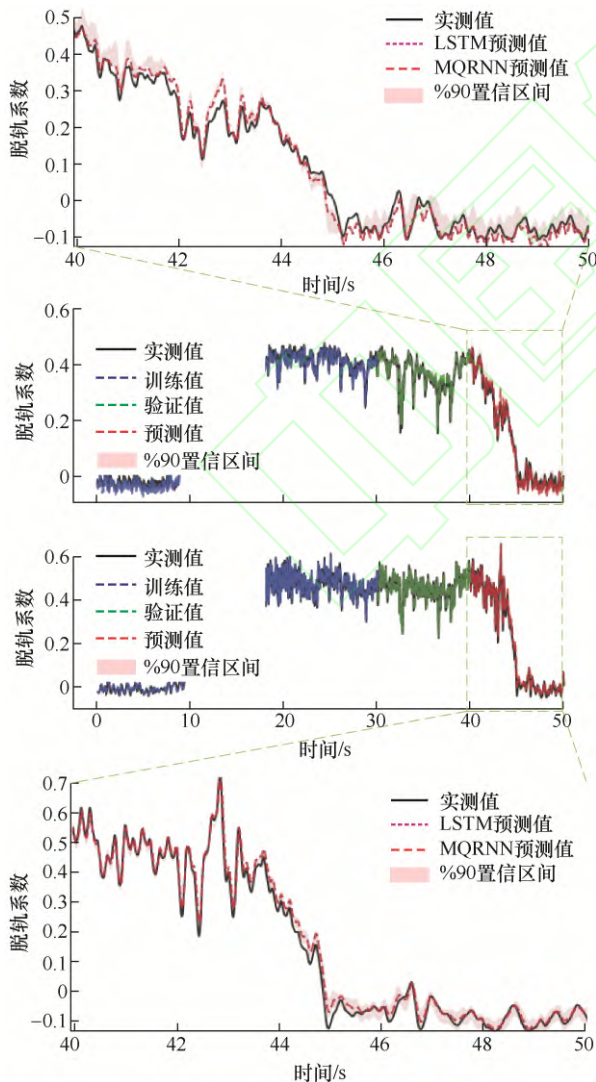 0.5
0.4
0.3
0.2
0.1
0
−0.1
脱轨系数
实测值
LSTM预测值
MQRNN预测值
%90置信区间
40
42
44
46
48
50
时间/s
0.6
0.4
0.2
0
脱轨系数
实测值
训练值
验证值
预测值
%90置信区间
0.6
0.4
0.2
0
脱轨系数
实测值
训练值
验证值
预测值
%90置信区间
0
10
20
30
40
50
时间/s
0.7
0.6
0.5
0.4
0.3
0.2
0.1
0
−0.1
脱轨系数
实测值
LSTM预测值
MQRNN预测值
%90置信区间
40
42
44
46
48
50
时间/s